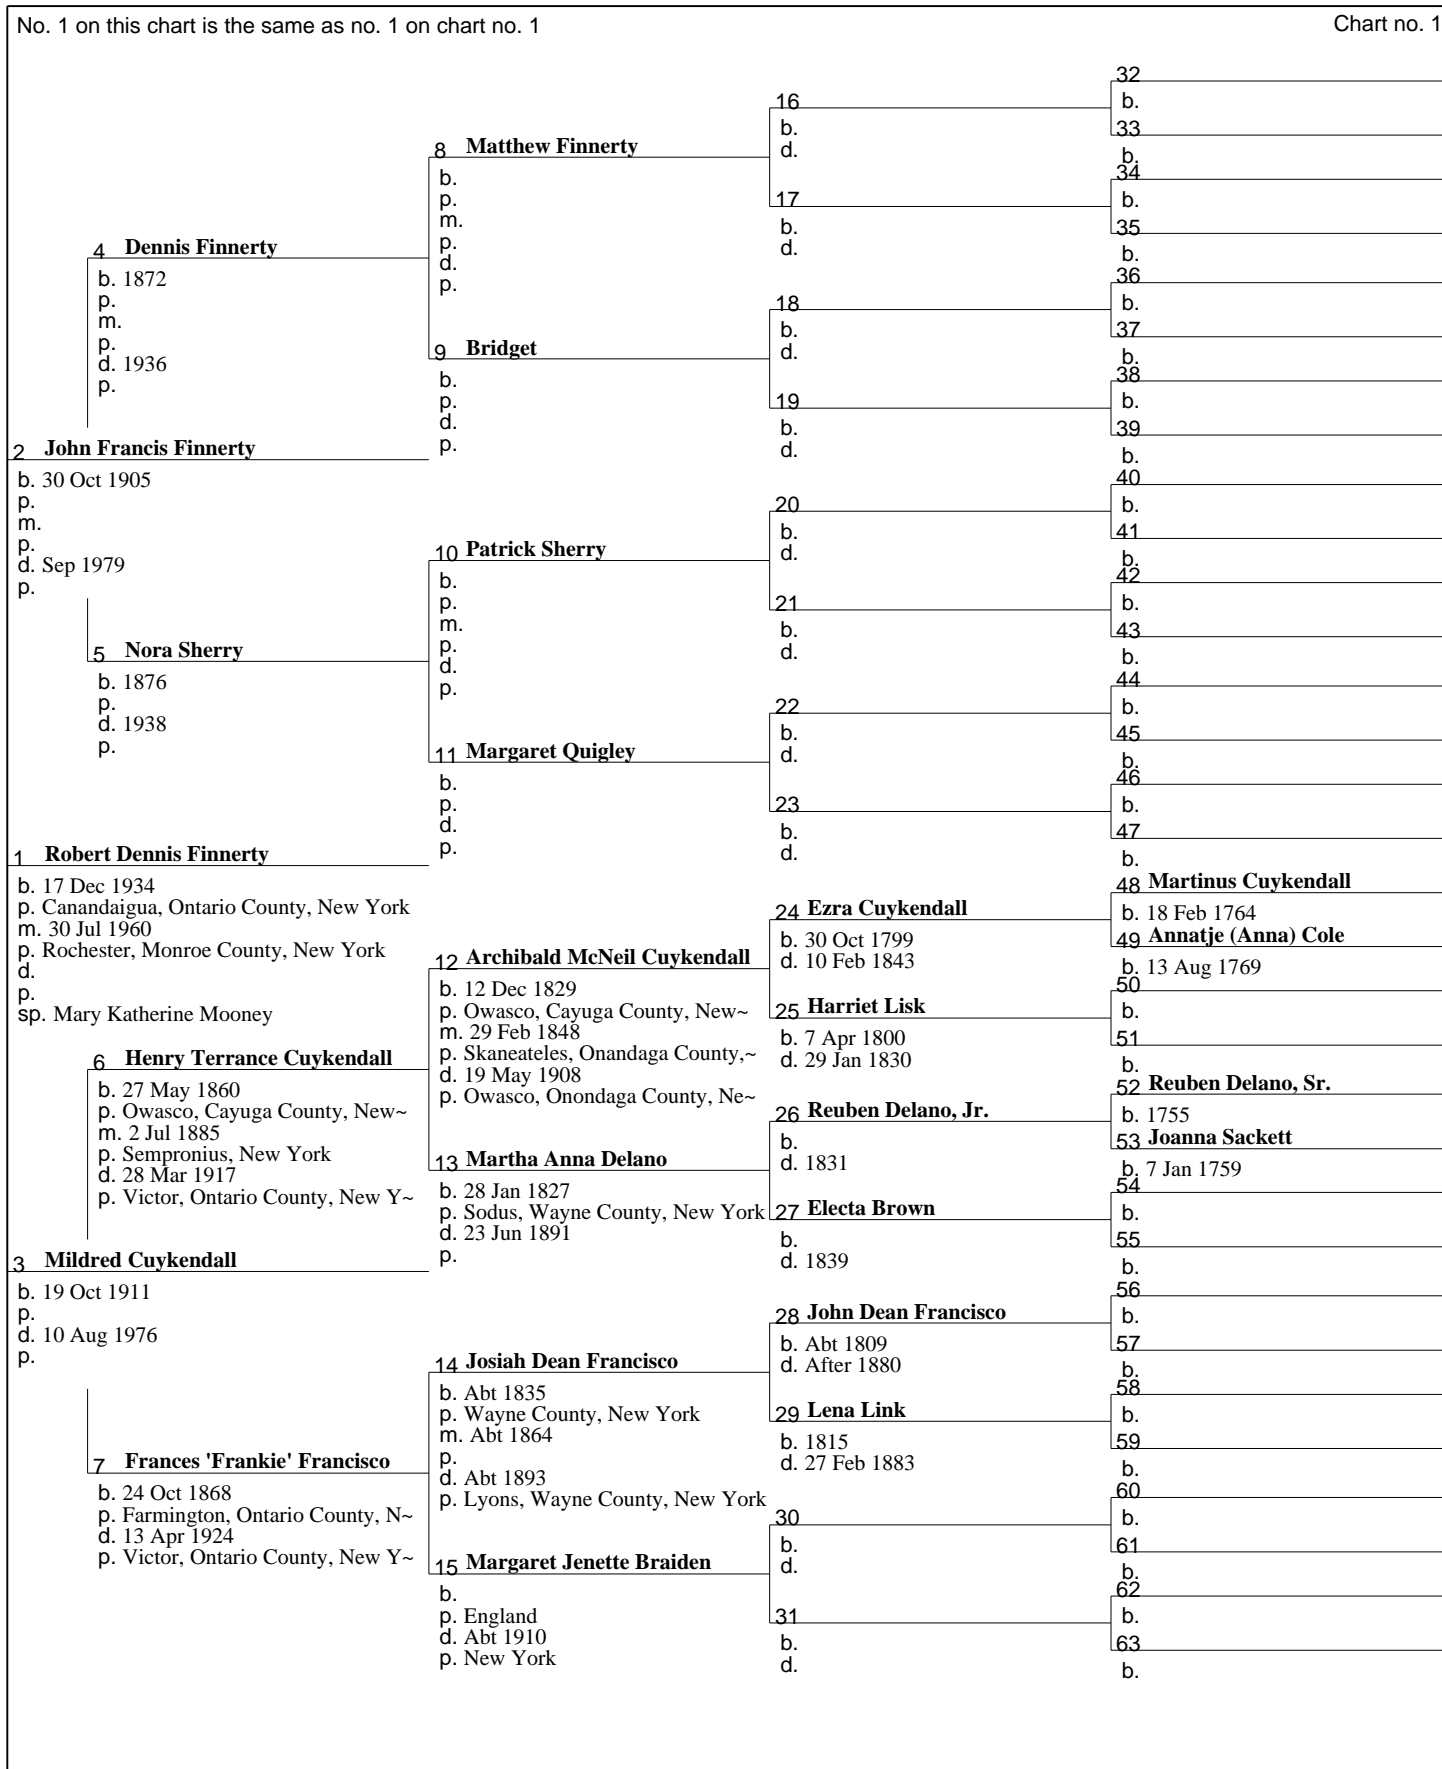 No. 1 on this chart is the same as no. 1 on chart no. 1
Chart no. 1
2 John Francis Finnerty
b. 30 Oct 1905
p.
m.
p.
d. Sep 1979
p.
1 Robert Dennis Finnerty
b. 17 Dec 1934
p. Canandaigua, Ontario County, New York
m. 30 Jul 1960
p. Rochester, Monroe County, New York
d.
p.
sp. Mary Katherine Mooney
3 Mildred Cuykendall
b. 19 Oct 1911
p.
d. 10 Aug 1976
p.
4 Dennis Finnerty
b. 1872
p.
m.
p.
d. 1936
p.
5 Nora Sherry
b. 1876
p.
d. 1938
p.
6 Henry Terrance Cuykendall
b. 27 May 1860
p. Owasco, Cayuga County, New~
m. 2 Jul 1885
p. Sempronius, New York
d. 28 Mar 1917
p. Victor, Ontario County, New Y~
7 Frances 'Frankie' Francisco
b. 24 Oct 1868
p. Farmington, Ontario County, N~
d. 13 Apr 1924
p. Victor, Ontario County, New Y~
8 Matthew Finnerty
b.
p.
m.
p.
d.
p.
9 Bridget
b.
p.
d.
p.
10 Patrick Sherry
b.
p.
m.
p.
d.
p.
11 Margaret Quigley
b.
p.
d.
p.
12 Archibald McNeil Cuykendall
b. 12 Dec 1829
p. Owasco, Cayuga County, New~
m. 29 Feb 1848
p. Skaneateles, Onandaga County,~
d. 19 May 1908
p. Owasco, Onondaga County, Ne~
13 Martha Anna Delano
b. 28 Jan 1827
p. Sodus, Wayne County, New York
d. 23 Jun 1891
p.
14 Josiah Dean Francisco
b. Abt 1835
p. Wayne County, New York
m. Abt 1864
p.
d. Abt 1893
p. Lyons, Wayne County, New York
15 Margaret Jenette Braiden
b.
p. England
d. Abt 1910
p. New York
16
b.
d.
17
b.
d.
18
b.
d.
19
b.
d.
20
b.
d.
21
b.
d.
22
b.
d.
23
b.
d.
24 Ezra Cuykendall
b. 30 Oct 1799
d. 10 Feb 1843
25 Harriet Lisk
b. 7 Apr 1800
d. 29 Jan 1830
26 Reuben Delano, Jr.
b.
d. 1831
27 Electa Brown
b.
d. 1839
28 John Dean Francisco
b. Abt 1809
d. After 1880
29 Lena Link
b. 1815
d. 27 Feb 1883
30
b.
d.
31
b.
d.
32
b.
33
b.
34
b.
35
b.
36
b.
37
b.
38
b.
39
b.
40
b.
41
b.
42
b.
43
b.
44
b.
45
b.
46
b.
47
b.
48 Martinus Cuykendall
b. 18 Feb 1764
49 Annatje (Anna) Cole
b. 13 Aug 1769
50
b.
51
b.
52 Reuben Delano, Sr.
b. 1755
53 Joanna Sackett
b. 7 Jan 1759
54
b.
55
b.
56
b.
57
b.
58
b.
59
b.
60
b.
61
b.
62
b.
63
b.